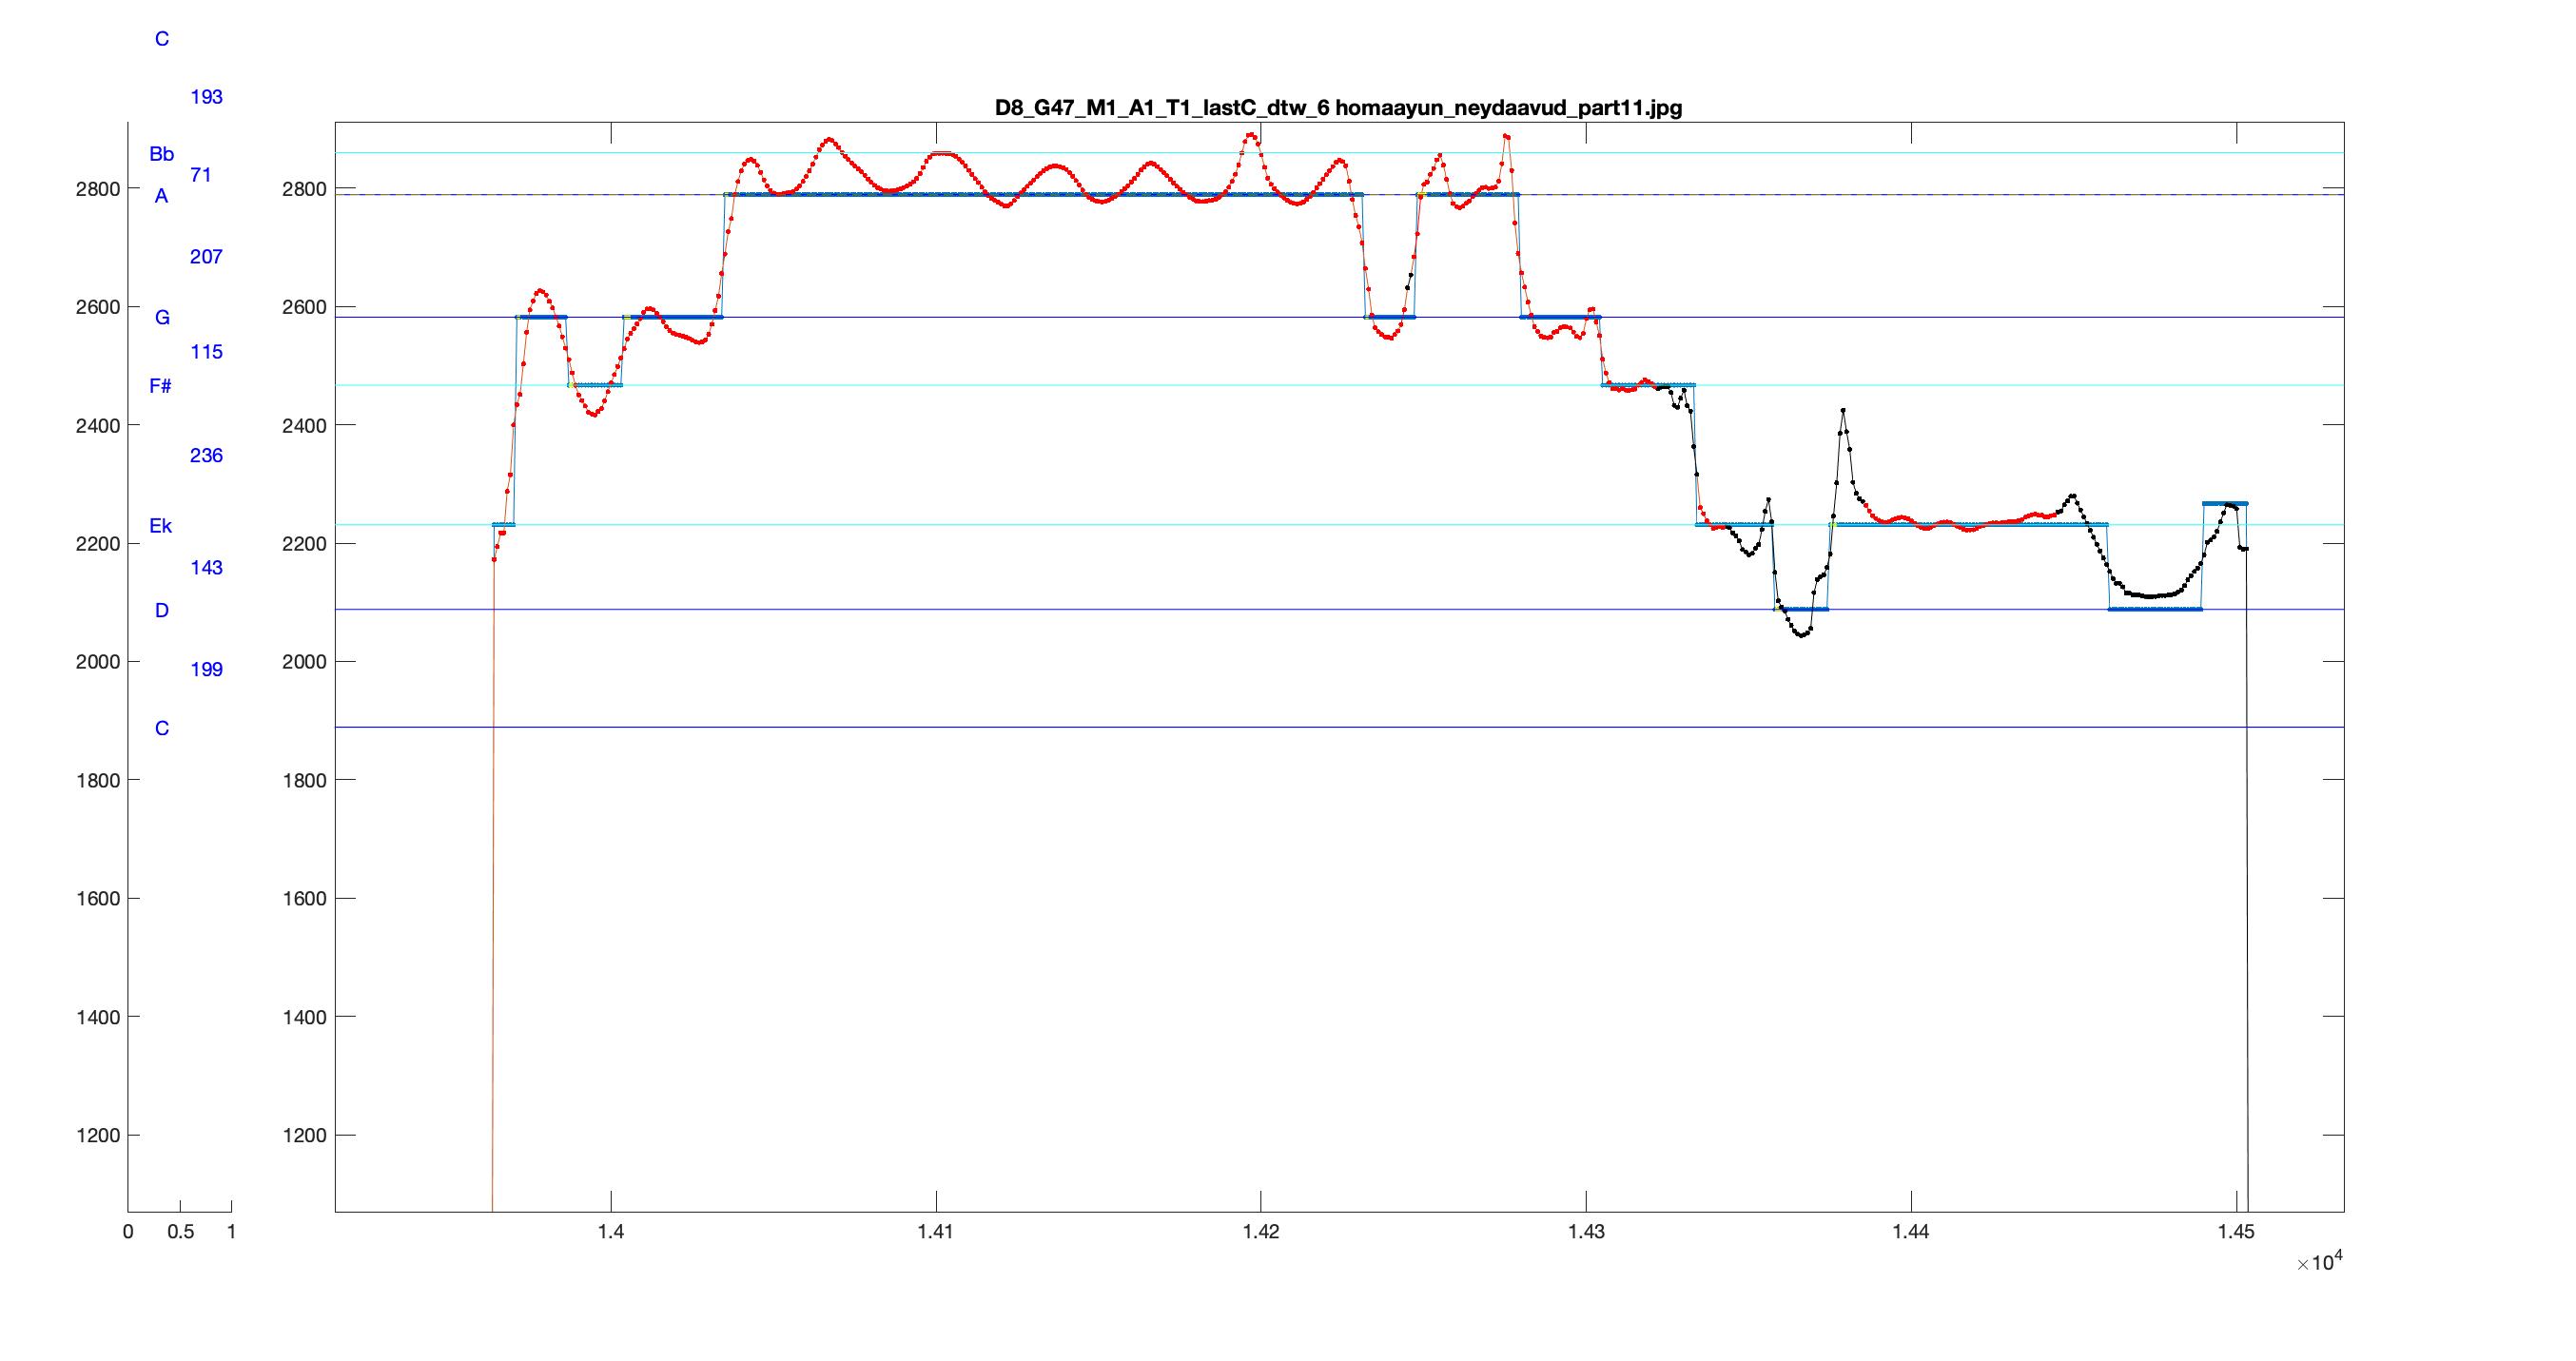 C
193
D8_G47_M1_A1_T1_lastC_dtw_6 homaayun_neydaavud_part11.jpg
Bb
71
2800 A 2800
207
2600 G 2600
115
F#
2400 2400
236
Ek
2200 2200
143
D
2000 2000
199
C
1800 1800
1600 1600
1400 1400
1200 1200
0 0.5 1 1.4 1.41 1.42 1.43 1.44 1.45
×10^4